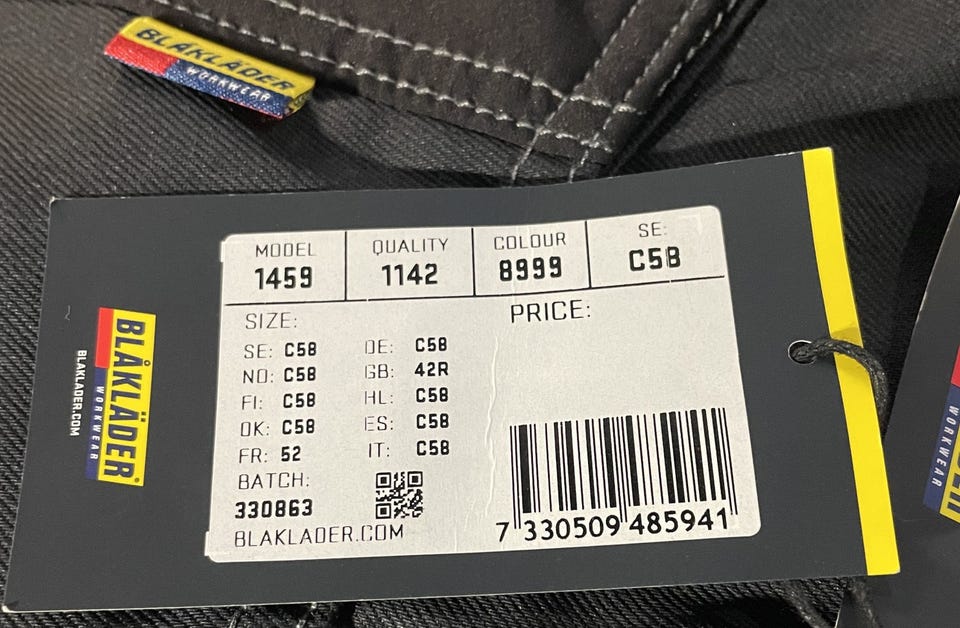 BLÅKLÄDER
WORKWEAR
MODEL
1459
QUALITY
1142
COLOUR
8999
SE:
C58
SIZE:
PRICE:
SE: C58
DE: C58
NO: C58
GB: 42R
FI: C58
HL: C58
DK: C58
ES: C58
FR: 52
IT: C58
BATCH:
330863
BLAKLADER.COM
7 330509 485941
BLÅKLÄDER®
WORKWEAR
BLAKLADER.COM
WORKWEAR